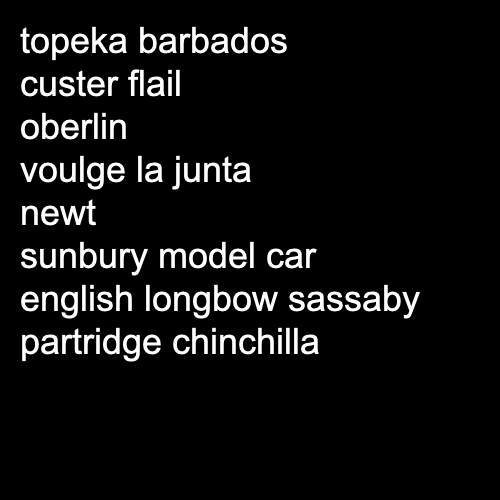 topeka barbados
custer flail
oberlin
voulge la junta
newt
sunbury model car
english longbow sassaby
partridge chinchilla